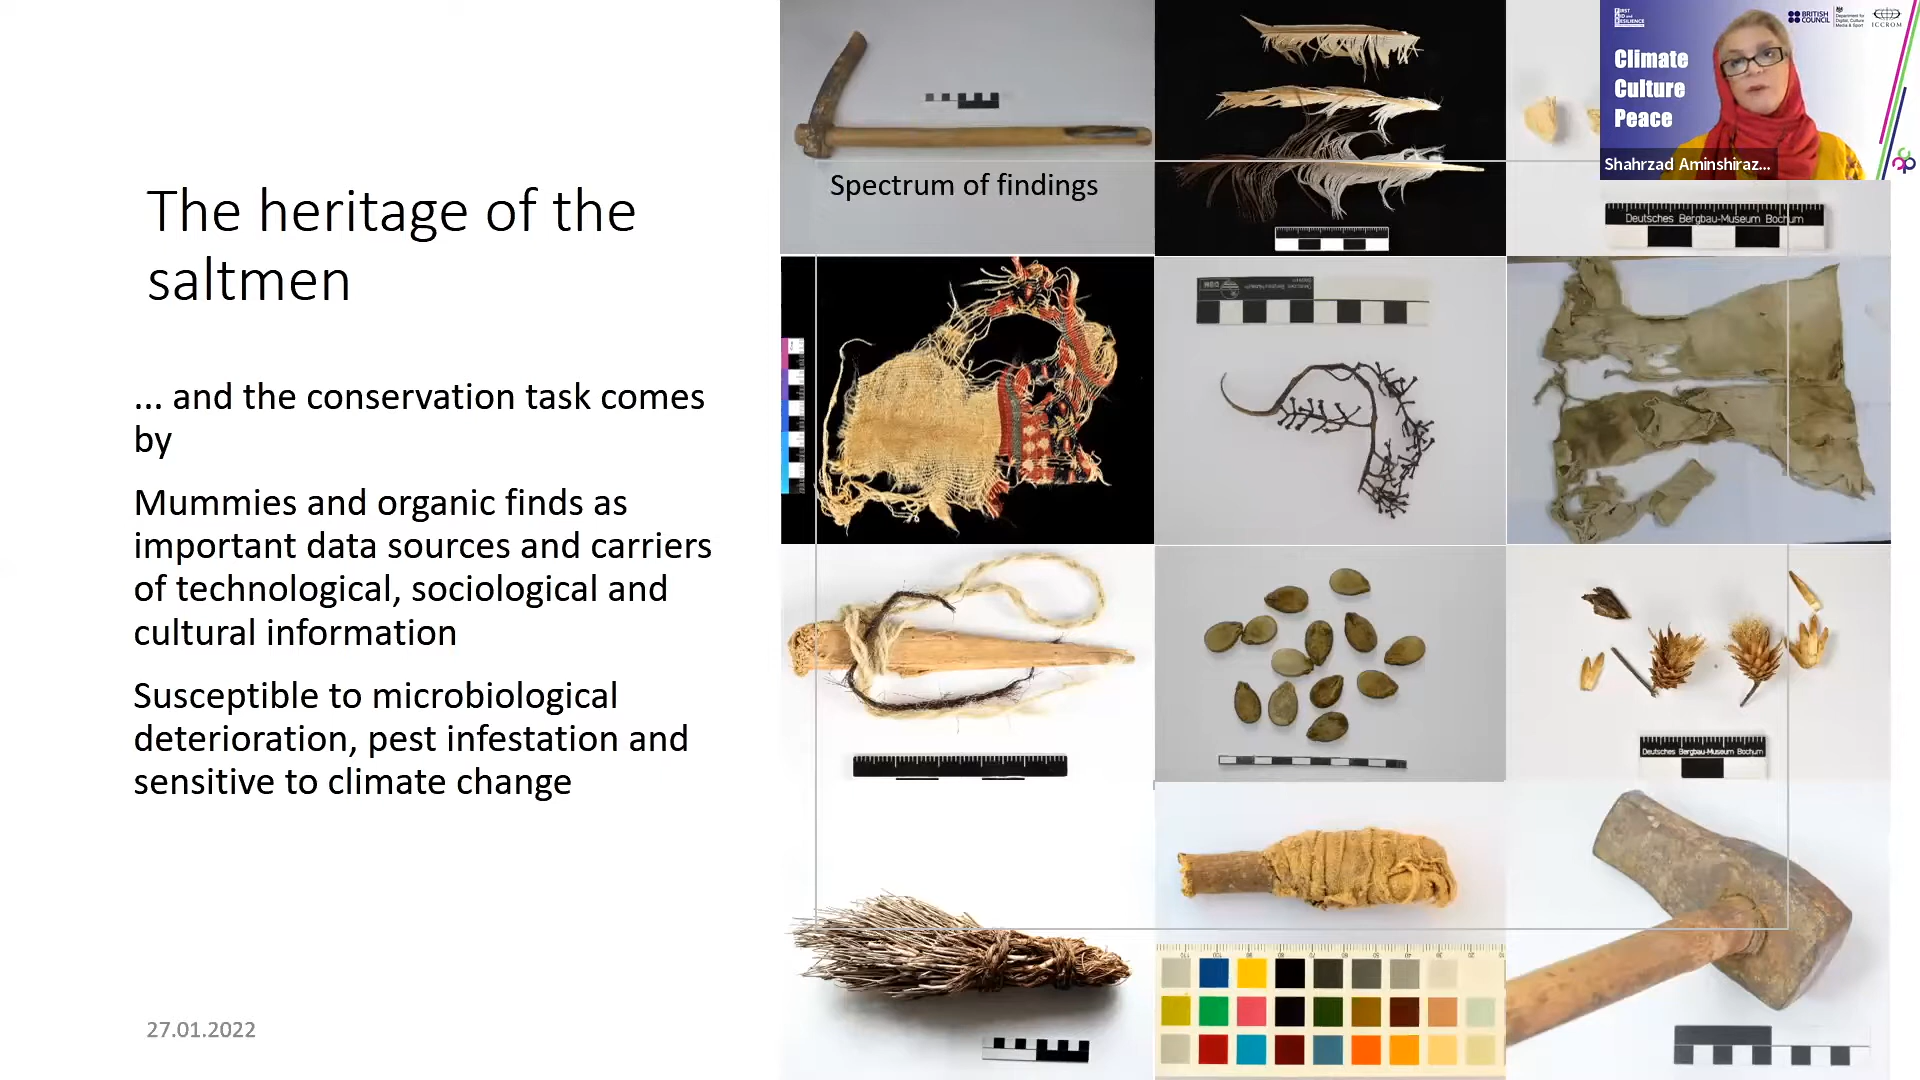 The heritage of the
saltmen
... and the conservation task comes
by
Mummies and organic finds as
important data sources and carriers
of technological, sociological and
cultural information
Susceptible to microbiological
deterioration, pest infestation and
sensitive to climate change
27.01.2022
Spectrum of findings
Deutsches Bergbau-Museum Bochum
Deutsches Bergbau-Museum Bochum
BRITISH
COUNCIL
ICCROM
Climate
Culture
Peace
Shahrzad Aminshiraz...